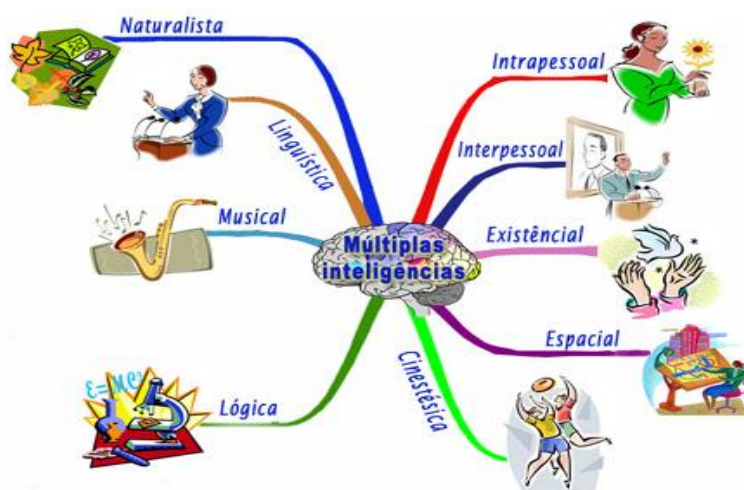 Naturalista
Linguística
Musical
Lógica
Múltiplas
inteligências
Intrapessoal
Interpessoal
Existêncial
Espacial
Cinestésica
E=MC²